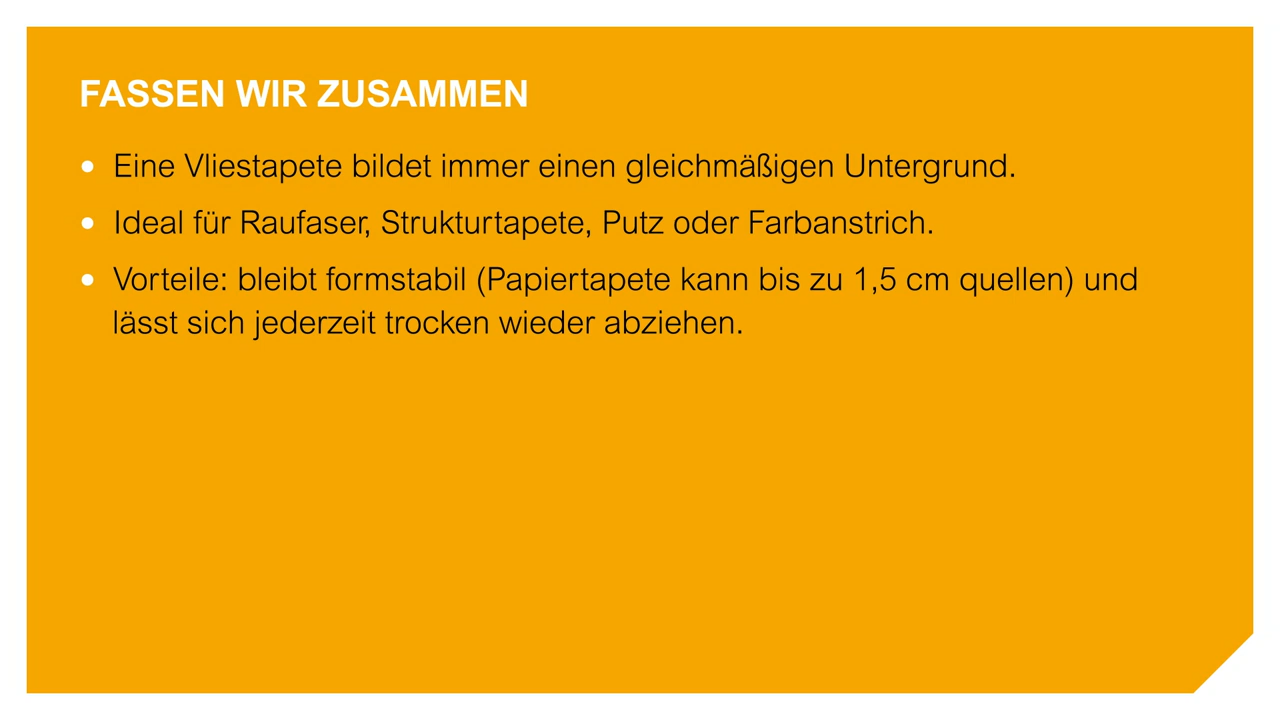 FASSEN WIR ZUSAMMEN
• Eine Vliestapete bildet immer einen gleichmäßigen Untergrund.
• Ideal für Raufaser, Strukturtapete, Putz oder Farbanstrich.
• Vorteile: bleibt formstabil (Papiertapete kann bis zu 1,5 cm quellen) und
lässt sich jederzeit trocken wieder abziehen.